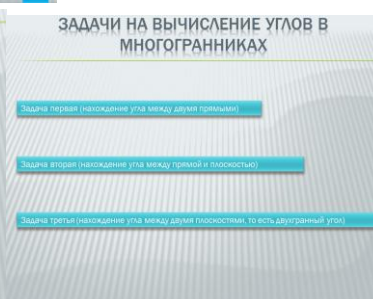 ЗАДАЧИ НА ВЫЧИСЛЕНИЕ УГЛОВ В
МНОГОГРАННИКАХ
Задача первая (нахождение угла между двумя прямыми)
Задача вторая (нахождение угла между прямой и плоскостью)
Задача третья (нахождение угла между двумя плоскостями, то есть двухгранный угол)